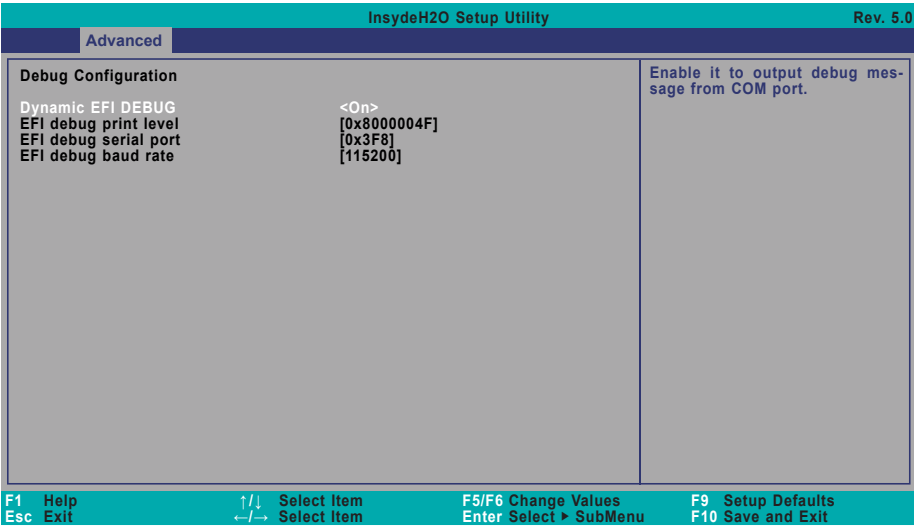 InsydeH2O Setup Utility Rev. 5.0
Advanced
Debug Configuration
Dynamic EFI DEBUG <On>
EFI debug print level [0x8000004F]
EFI debug serial port [0x3F8]
EFI debug baud rate [115200]
Enable it to output debug mes-
sage from COM port.
F1 Help ↑/↓ Select Item F5/F6 Change Values F9 Setup Defaults
Esc Exit ←/→ Select Item Enter Select ▶ SubMenu F10 Save and Exit